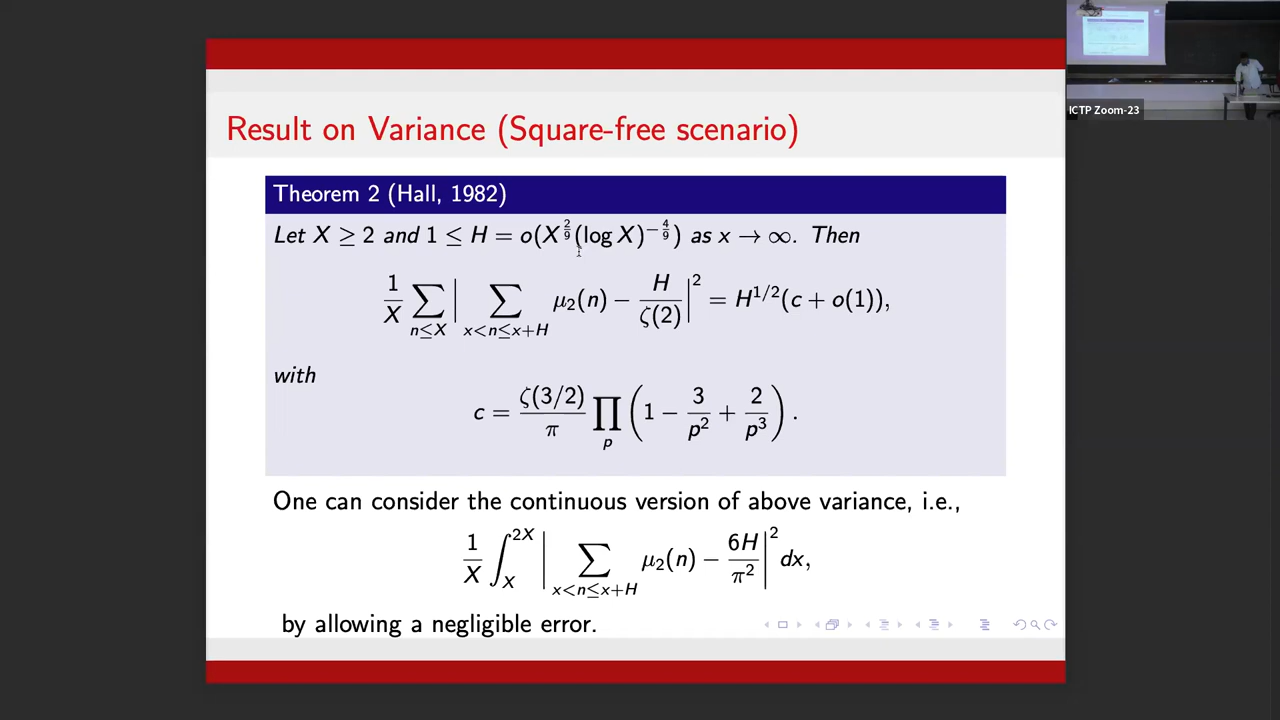 Result on Variance (Square-free scenario)
Theorem 2 (Hall, 1982)
Let X ≥ 2 and 1 ≤ H = o(X^{2/9}(log X)^{-4/9}) as x → ∞. Then
1/X ∑_{n≤X} | ∑_{x<n≤x+H} μ₂(n) − H/ζ(2) |² = H^{1/2}(c + o(1)),
with
c = ζ(3/2)/π ∏_p (1 − 3/p² + 2/p³).
One can consider the continuous version of above variance, i.e.,
1/X ∫_X^{2X} | ∑_{x<n≤x+H} μ₂(n) − 6H/π² |² dx,
by allowing a negligible error.
ICTP Zoom-23